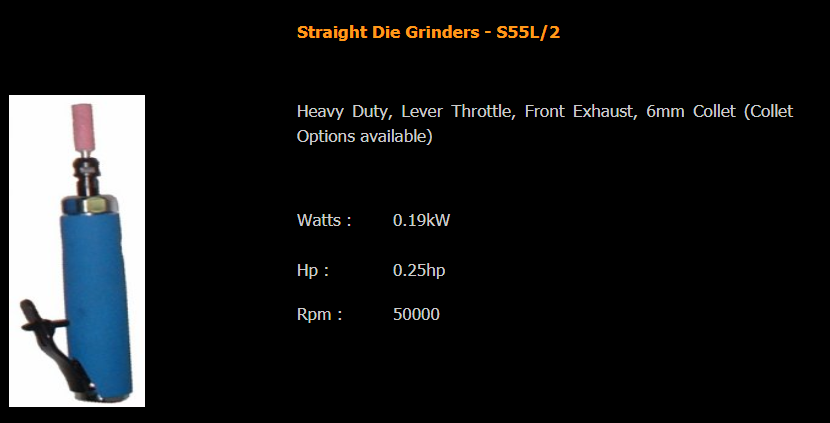 Straight Die Grinders - S55L/2
Heavy Duty, Lever Throttle, Front Exhaust, 6mm Collet (Collet
Options available)
Watts : 0.19kW
Hp : 0.25hp
Rpm : 50000